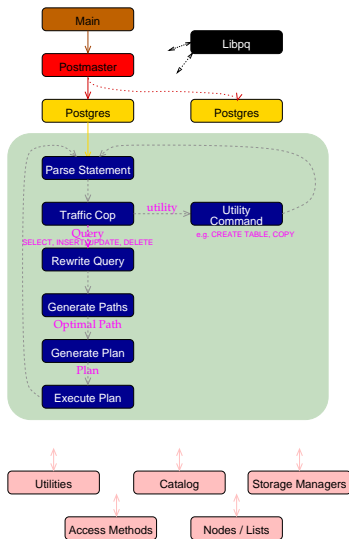 Main
Libpq
Postmaster
Postgres
Postgres
Parse Statement
utility
Traffic Cop
Utility
Command
Query
SELECT, INSERT, UPDATE, DELETE
e.g. CREATE TABLE, COPY
Rewrite Query
Generate Paths
Optimal Path
Generate Plan
Plan
Execute Plan
Utilities
Catalog
Storage Managers
Access Methods
Nodes / Lists